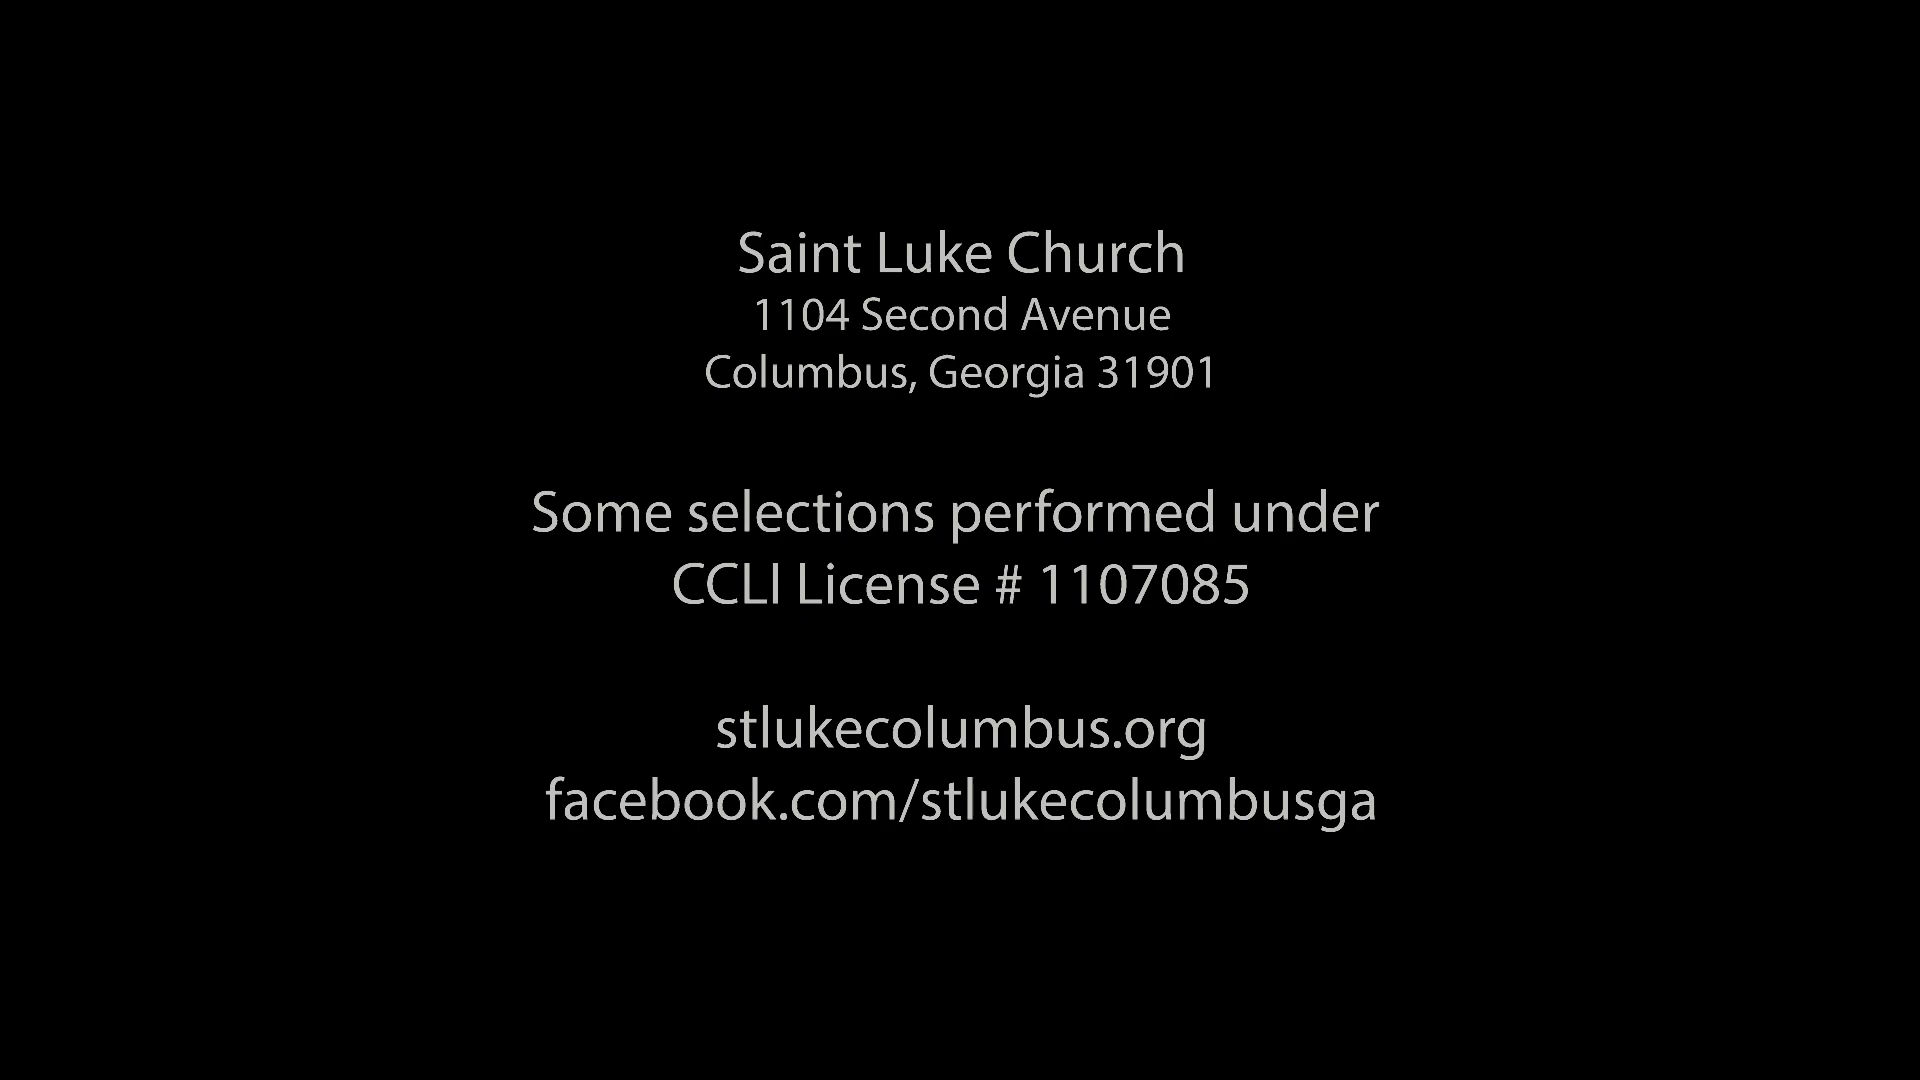 Saint Luke Church
1104 Second Avenue
Columbus, Georgia 31901
Some selections performed under
CCLI License # 1107085
stlukecolumbus.org
facebook.com/stlukecolumbusga